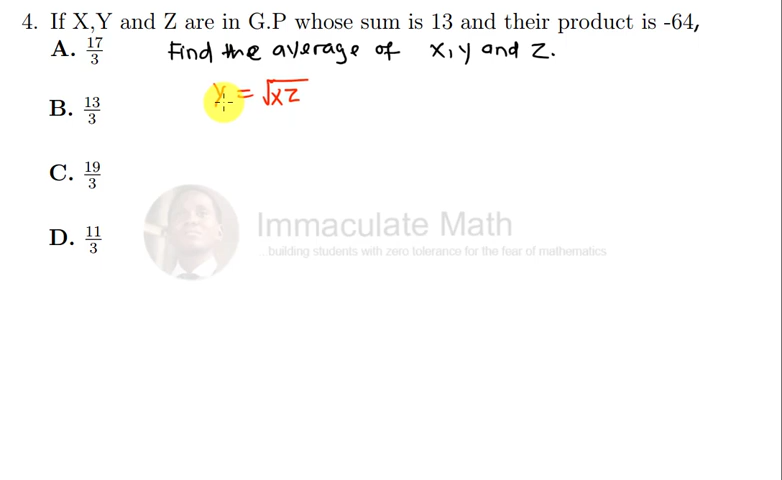 4. If X,Y and Z are in G.P whose sum is 13 and their product is -64,
A. 17/3 Find the average of x, y and z.
y = √xz
B. 13/3
C. 19/3
D. 11/3
Immaculate Math
...building students with zero tolerance for the fear of mathematics